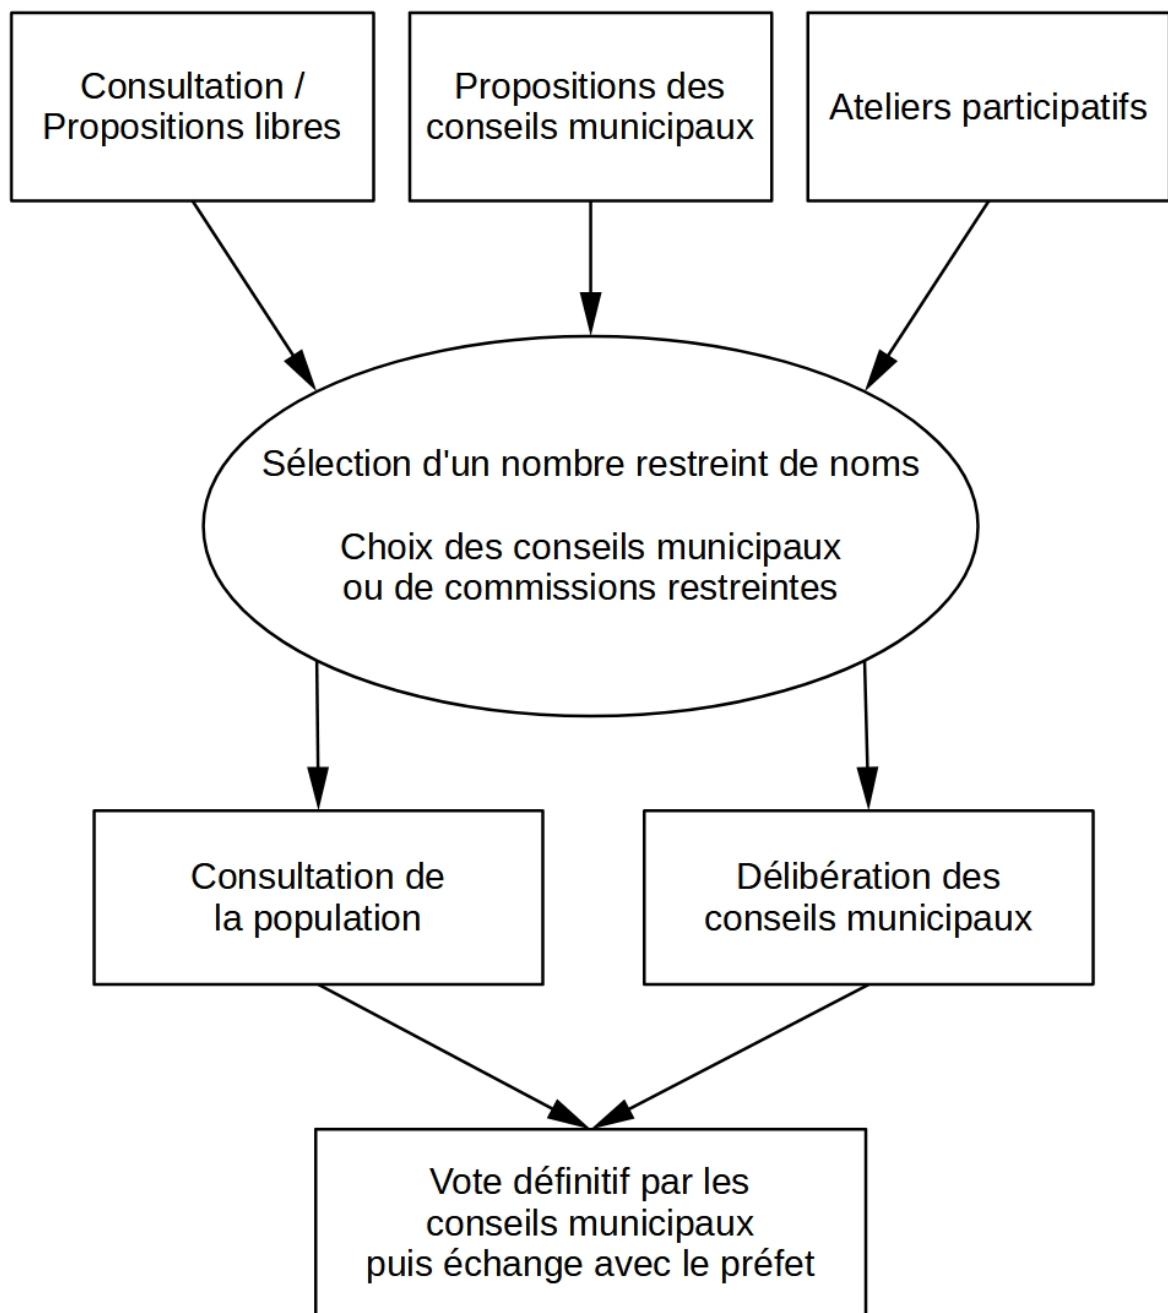 Consultation /
Propositions libres
Propositions des
conseils municipaux
Ateliers participatifs
Sélection d'un nombre restreint de noms
Choix des conseils municipaux
ou de commissions restreintes
Consultation de
la population
Délibération des
conseils municipaux
Vote définitif par les
conseils municipaux
puis échange avec le préfet